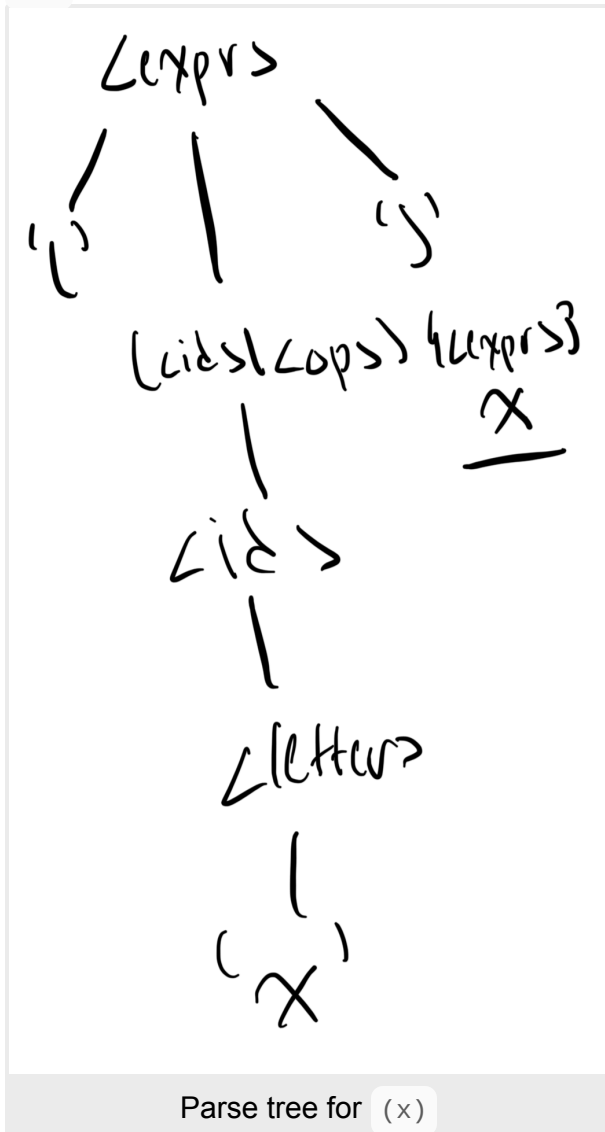 <expr>
'(' ')'
(<id>|<op>) {<expr>}
x
<id>
<letter>
'x'
Parse tree for (x)